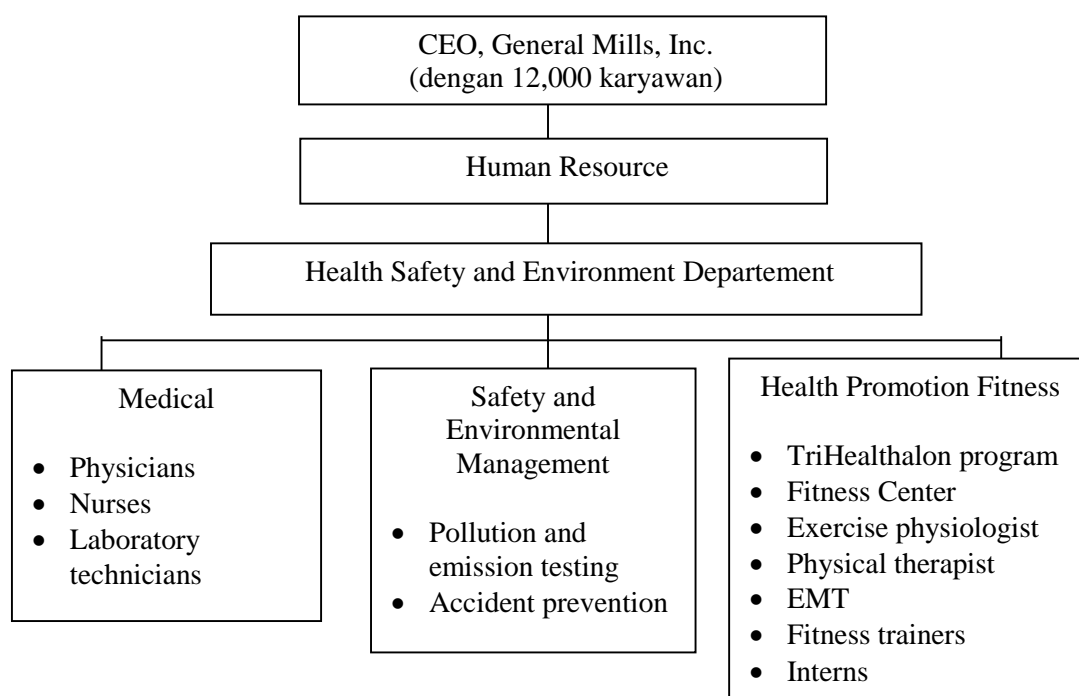 CEO, General Mills, Inc.
(dengan 12,000 karyawan)
Human Resource
Health Safety and Environment Departement
Medical
• Physicians
• Nurses
• Laboratory
technicians
Safety and
Environmental
Management
• Pollution and
emission testing
• Accident prevention
Health Promotion Fitness
• TriHealthalon program
• Fitness Center
• Exercise physiologist
• Physical therapist
• EMT
• Fitness trainers
• Interns